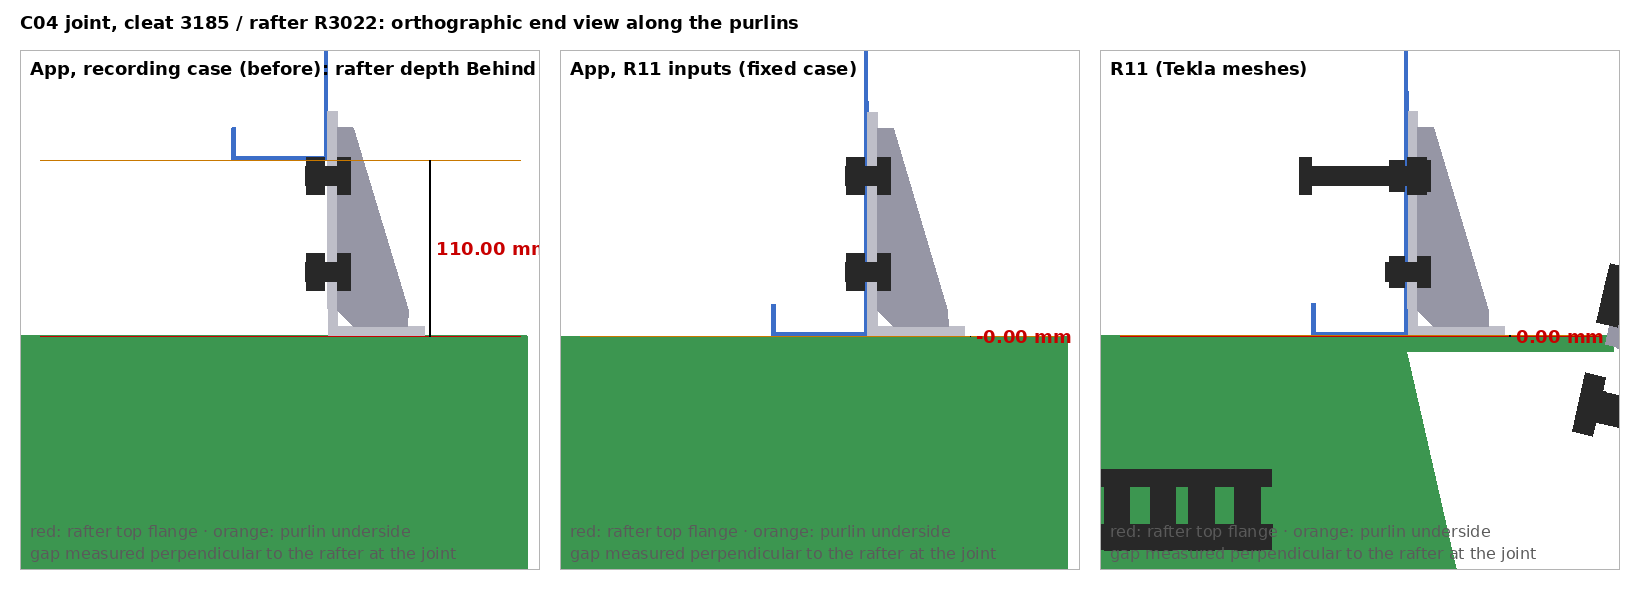 C04 joint, cleat 3185 / rafter R3022: orthographic end view along the purlins
App, recording case (before): rafter depth Behind
110.00 mm
red: rafter top flange · orange: purlin underside
gap measured perpendicular to the rafter at the joint
App, R11 inputs (fixed case)
-0.00 mm
red: rafter top flange · orange: purlin underside
gap measured perpendicular to the rafter at the joint
R11 (Tekla meshes)
0.00 mm
red: rafter top flange · orange: purlin underside
gap measured perpendicular to the rafter at the joint